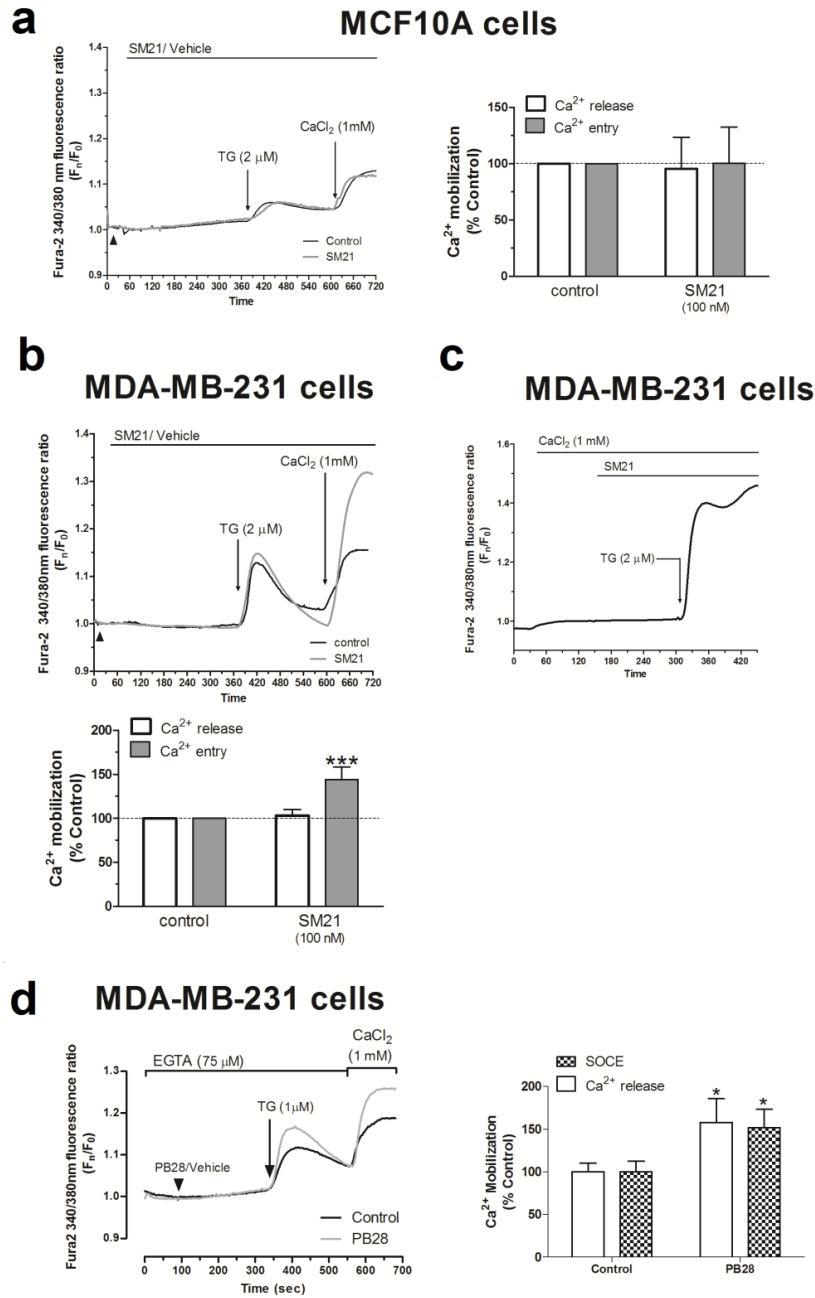 a
MCF10A cells
SM21/ Vehicle
1.4
1.3
1.2
1.1
1.0
0.9
Fura-2 340/380 nm fluorescence ratio
(Fn/F0)
TG (2 μM)
CaCl2 (1mM)
Control
SM21
0 60 120 180 240 300 360 420 480 540 600 660 720
Time
Ca2+ release
Ca2+ entry
150
100
50
0
Ca2+ mobilization
(% Control)
control
SM21
(100 nM)
b
MDA-MB-231 cells
SM21/ Vehicle
1.4
1.3
1.2
1.1
1.0
0.9
Fura-2 340/380nm fluorescence ratio
(Fn/F0)
TG (2 μM)
CaCl2 (1mM)
control
SM21
0 60 120 180 240 300 360 420 480 540 600 660 720
Time
Ca2+ release
Ca2+ entry
200
150
100
50
0
Ca2+ mobilization
(% Control)
***
control
SM21
(100 nM)
c
MDA-MB-231 cells
CaCl2 (1 mM)
SM21
1.6
1.4
1.2
1.0
Fura-2 340/380nm fluorescence ratio
(Fn/F0)
TG (2 μM)
0 60 120 180 240 300 360 420
Time
d
MDA-MB-231 cells
EGTA (75 μM)
CaCl2
(1 mM)
1.3
1.2
1.1
1.0
0.9
Fura2 340/380nm fluorescence ratio
(Fn/F0)
TG (1μM)
PB28/Vehicle
Control
PB28
0 100 200 300 400 500 600 700
Time (sec)
SOCE
Ca2+ release
200
150
100
50
0
Ca2+ Mobilization
(% Control)
* *
Control
PB28